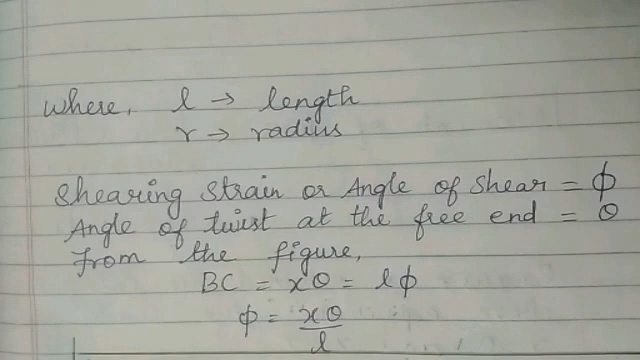 where, l → length
r → radius
Shearing Strain or Angle of Shear = ϕ
Angle of twist at the free end = θ
From the figure,
BC = xθ = lϕ
ϕ = xθ/l